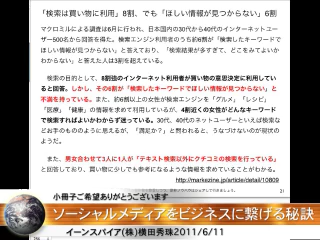 「検索は買い物に利用」8割、でも「ほしい情報が見つからない」6割
マクロミルによる調査は6月に行われ、日本国内の30代から40代のインターネットユー
ザー500名から回答を得た。検索エンジン利用者のうち約6割が「検索したキーワードで
ほしい情報が見つからない」と答えており、「検索結果が多すぎて、どこをみてよいか
わからない」と答えた人は3割を超えている。
検索の目的として、8割強のインターネット利用者が買い物の意思決定に利用してい
ると回答。しかし、その6割が「検索したキーワードでほしい情報が見つからない」と
不満を持っている。また、約6割以上の女性が検索エンジンを「グルメ」「レシピ」
「医療」「健康」の情報を求めて利用しているが、4割近くの女性がどんなキーワー
ドで検索すればよいかわからず迷っている。30代、40代のネットユーザーといえば検索な
どお手のもののように思えるが、「満足か？」と問われると、うなづけないのが現状の
ようだ。
また、男女合わせて3人に1人が「テキスト検索以外にクチコミの検索を行っている」
と回答しており、買い物に少しでも参考になるような情報を求めていることがわかる。
http://markezine.jp/article/detail/10809
21
小冊子ご希望ありがとうございます
ソーシャルメディアをビジネスに繋げる秘訣
イーンスパイア(株)横田秀珠2011/6/11